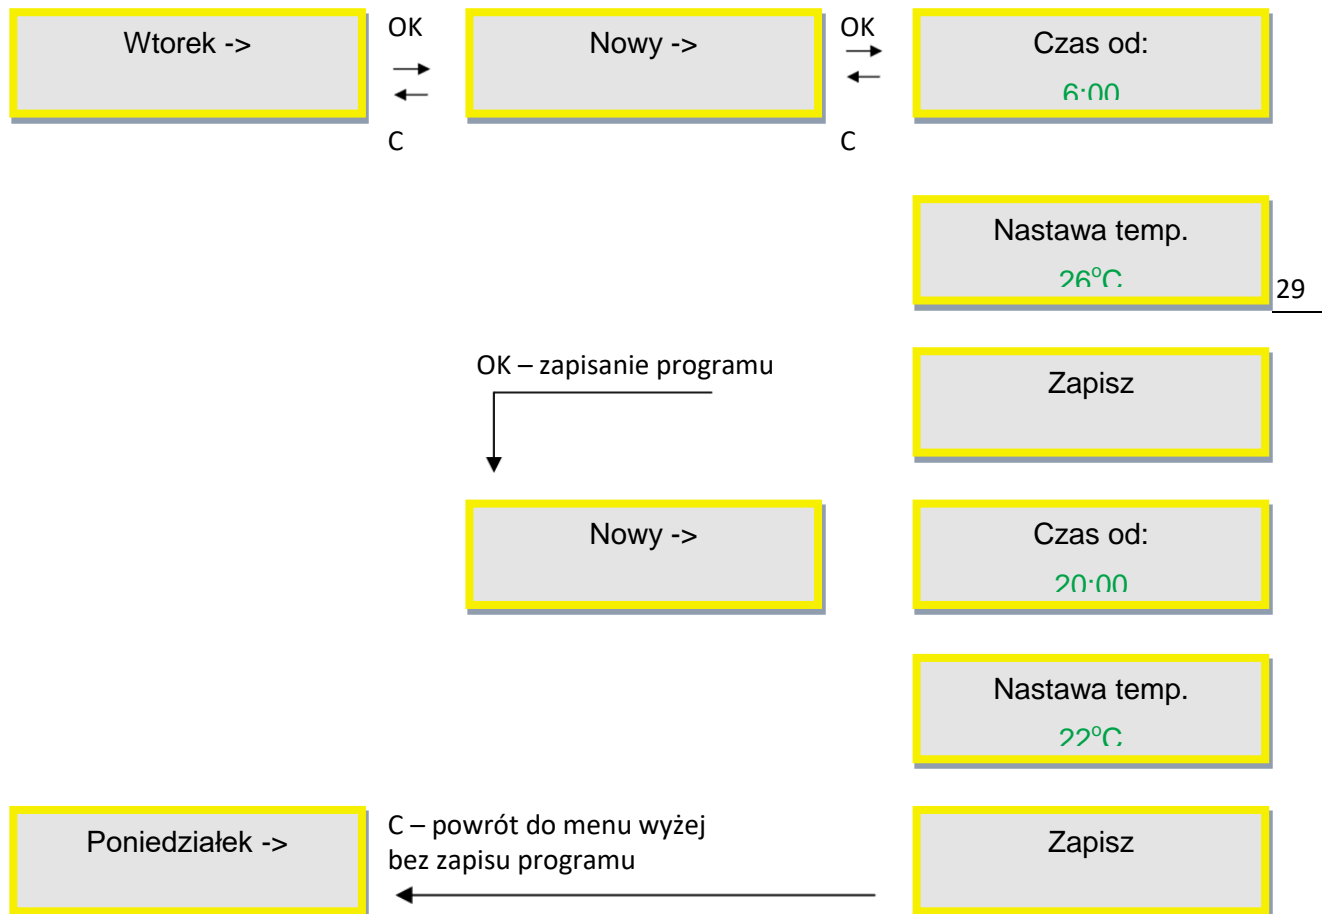 Wtorek ->
OK
C
Nowy ->
OK
C
Czas od:
6:00
Nastawa temp.
26°C
29
OK – zapisanie programu
Zapisz
Nowy ->
Czas od:
20:00
Nastawa temp.
22°C
Poniedziałek ->
C – powrót do menu wyżej
bez zapisu programu
Zapisz